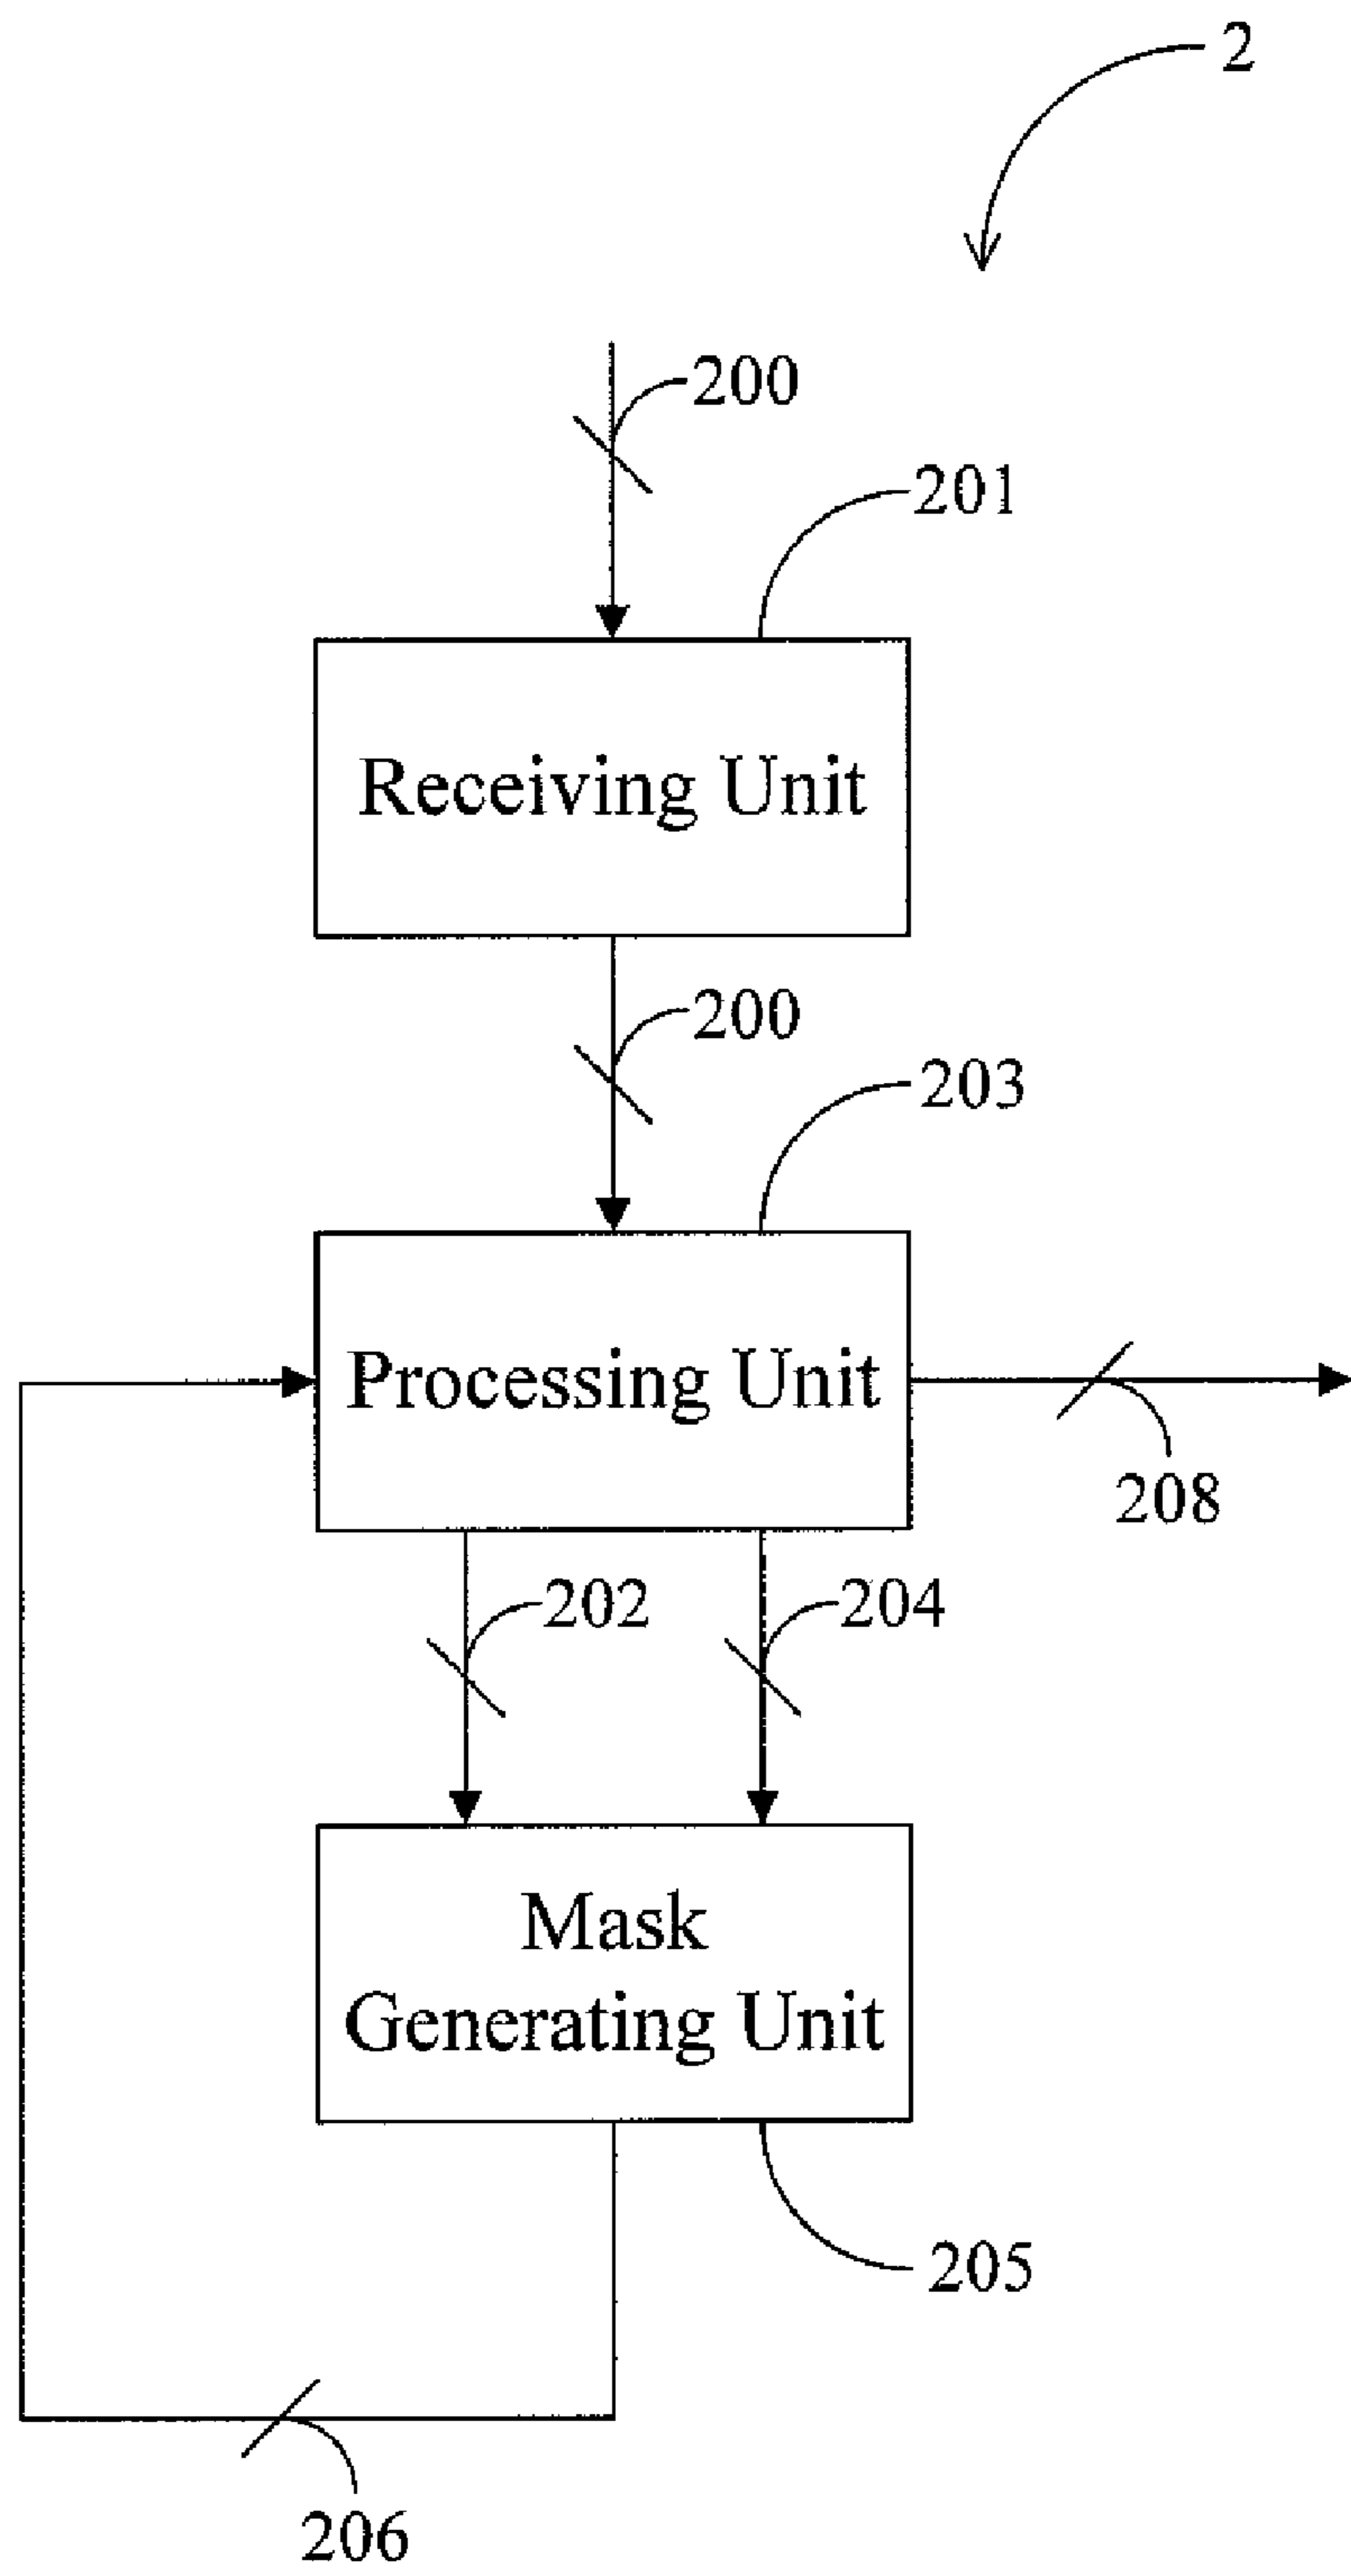 2
200
201
Receiving Unit
200
203
Processing Unit
208
202
204
Mask
Generating Unit
205
206